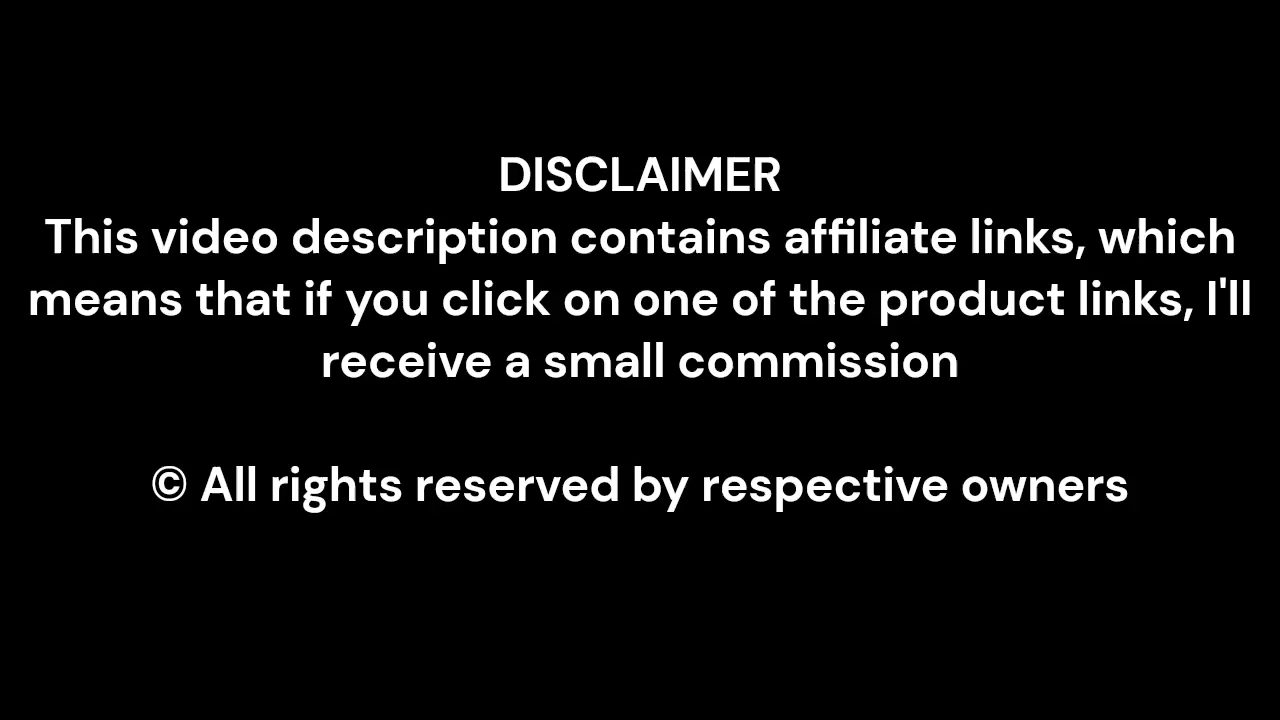 DISCLAIMER
This video description contains affiliate links, which
means that if you click on one of the product links, I'll
receive a small commission
© All rights reserved by respective owners